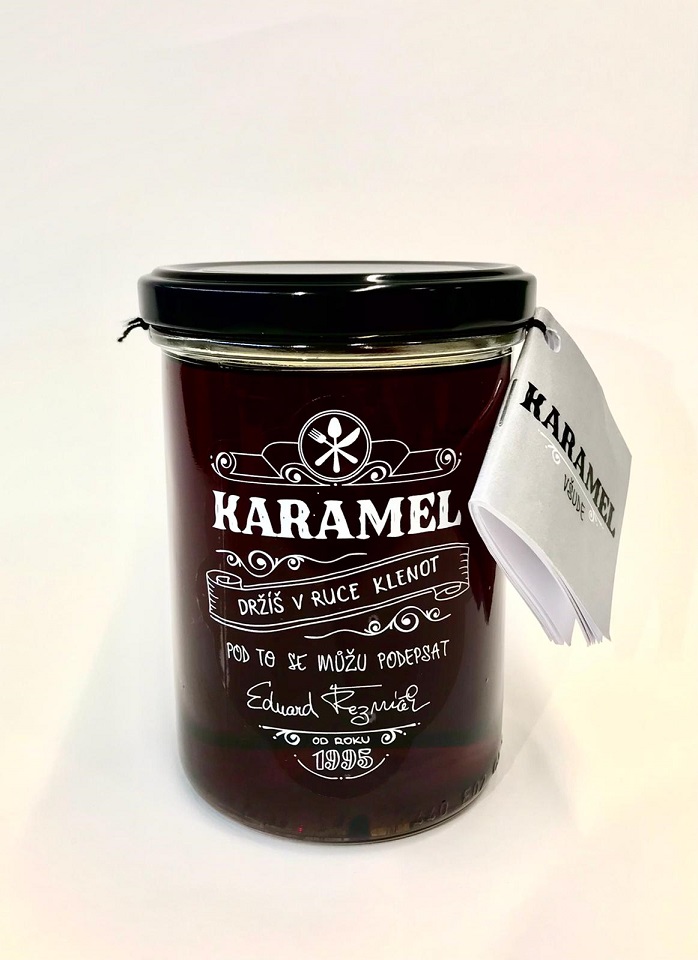 KARAMEL
DRŽÍŠ V RUCE KLENOT
POD TO SE MŮŽU PODEPSAT
Eduard Řezníček
OD ROKU
1995
KARAMEL
VŠUDE